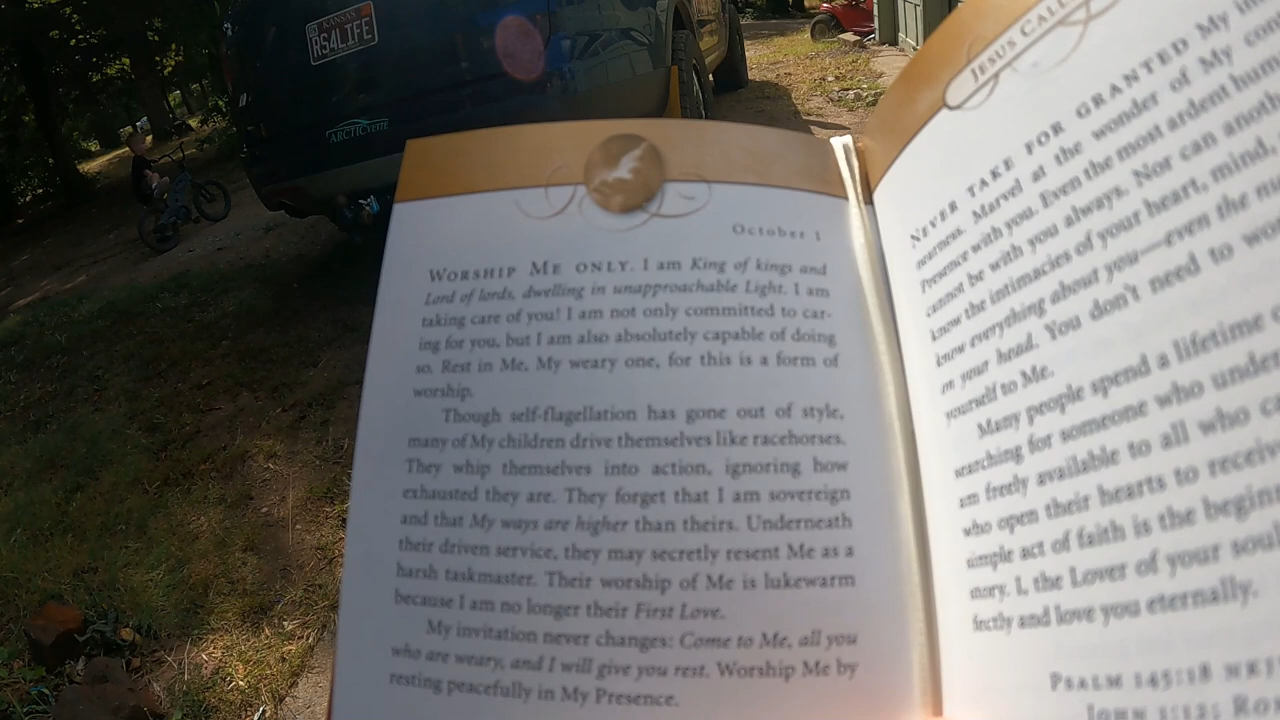 KANSAS
RS4LIFE
ARCTICVETTE
October 1
WORSHIP ME ONLY. I am King of kings and
Lord of lords, dwelling in unapproachable Light. I am
taking care of you! I am not only committed to car-
ing for you, but I am also absolutely capable of doing
so. Rest in Me, My weary one, for this is a form of
worship.
Though self-flagellation has gone out of style,
many of My children drive themselves like racehorses.
They whip themselves into action, ignoring how
exhausted they are. They forget that I am sovereign
and that My ways are higher than theirs. Underneath
their driven service, they may secretly resent Me as a
harsh taskmaster. Their worship of Me is lukewarm
because I am no longer their First Love.
My invitation never changes: Come to Me, all you
who are weary, and I will give you rest. Worship Me by
resting peacefully in My Presence.
JESUS CALL
NEVER TAKE FOR GRANTED My
nearness. Marvel at the wonder of My
Presence with you. Even the most ardent
cannot be with you always. Nor can
know the intimacies of your heart, mind,
know everything about you—even the
on your head. You don't need to
yourself to Me.
Many people spend a lifetime
searching for someone who
am freely available to all who
who open their hearts to
simple act of faith is the
story. I, the Lover of your
fectly and love you eternally.
PSALM 145:18 NKJ
JOHN 1:12;